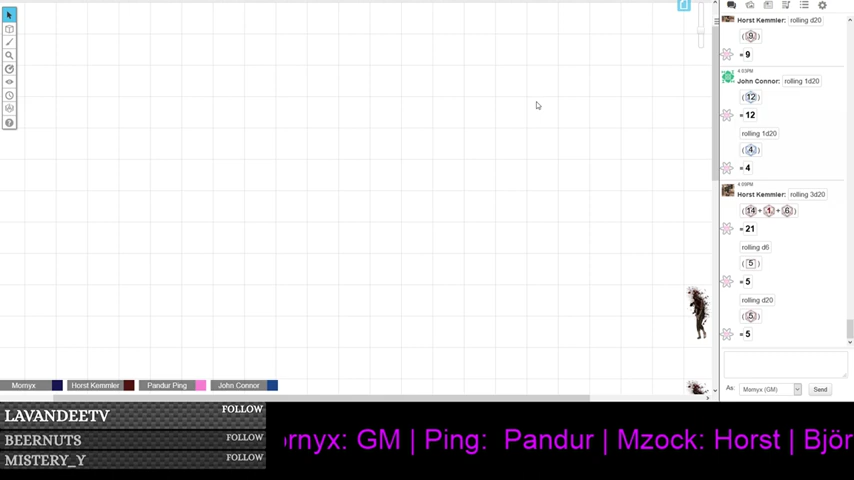 Horst Kemmler: rolling d20
(9)
= 9
4:03PM
John Connor: rolling 1d20
(12)
= 12
rolling 1d20
(4)
= 4
4:09PM
Horst Kemmler: rolling 3d20
(14+1+6)
= 21
rolling d6
(5)
= 5
rolling d20
(5)
= 5
As: Mornyx (GM) Send
Mornyx Horst Kemmler Pandur Ping John Connor
LAVANDEETV FOLLOW
BEERNUTS FOLLOW
MISTERY_Y FOLLOW
ornyx: GM | Ping: Pandur | Mzock: Horst | Björ